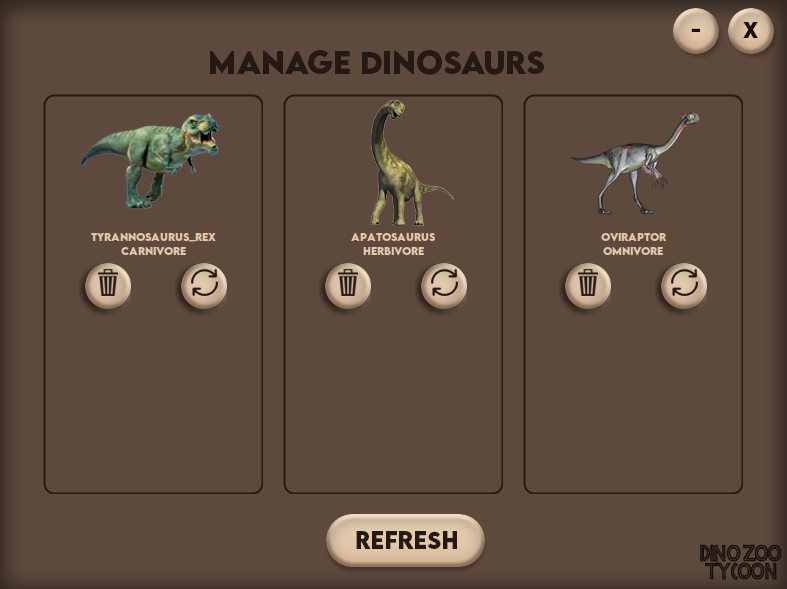 -
X
MANAGE DINOSAURS
TYRANNOSAURUS_REX
CARNIVORE
APATOSAURUS
HERBIVORE
OVIRAPTOR
OMNIVORE
REFRESH
DINO ZOO
TYCOON